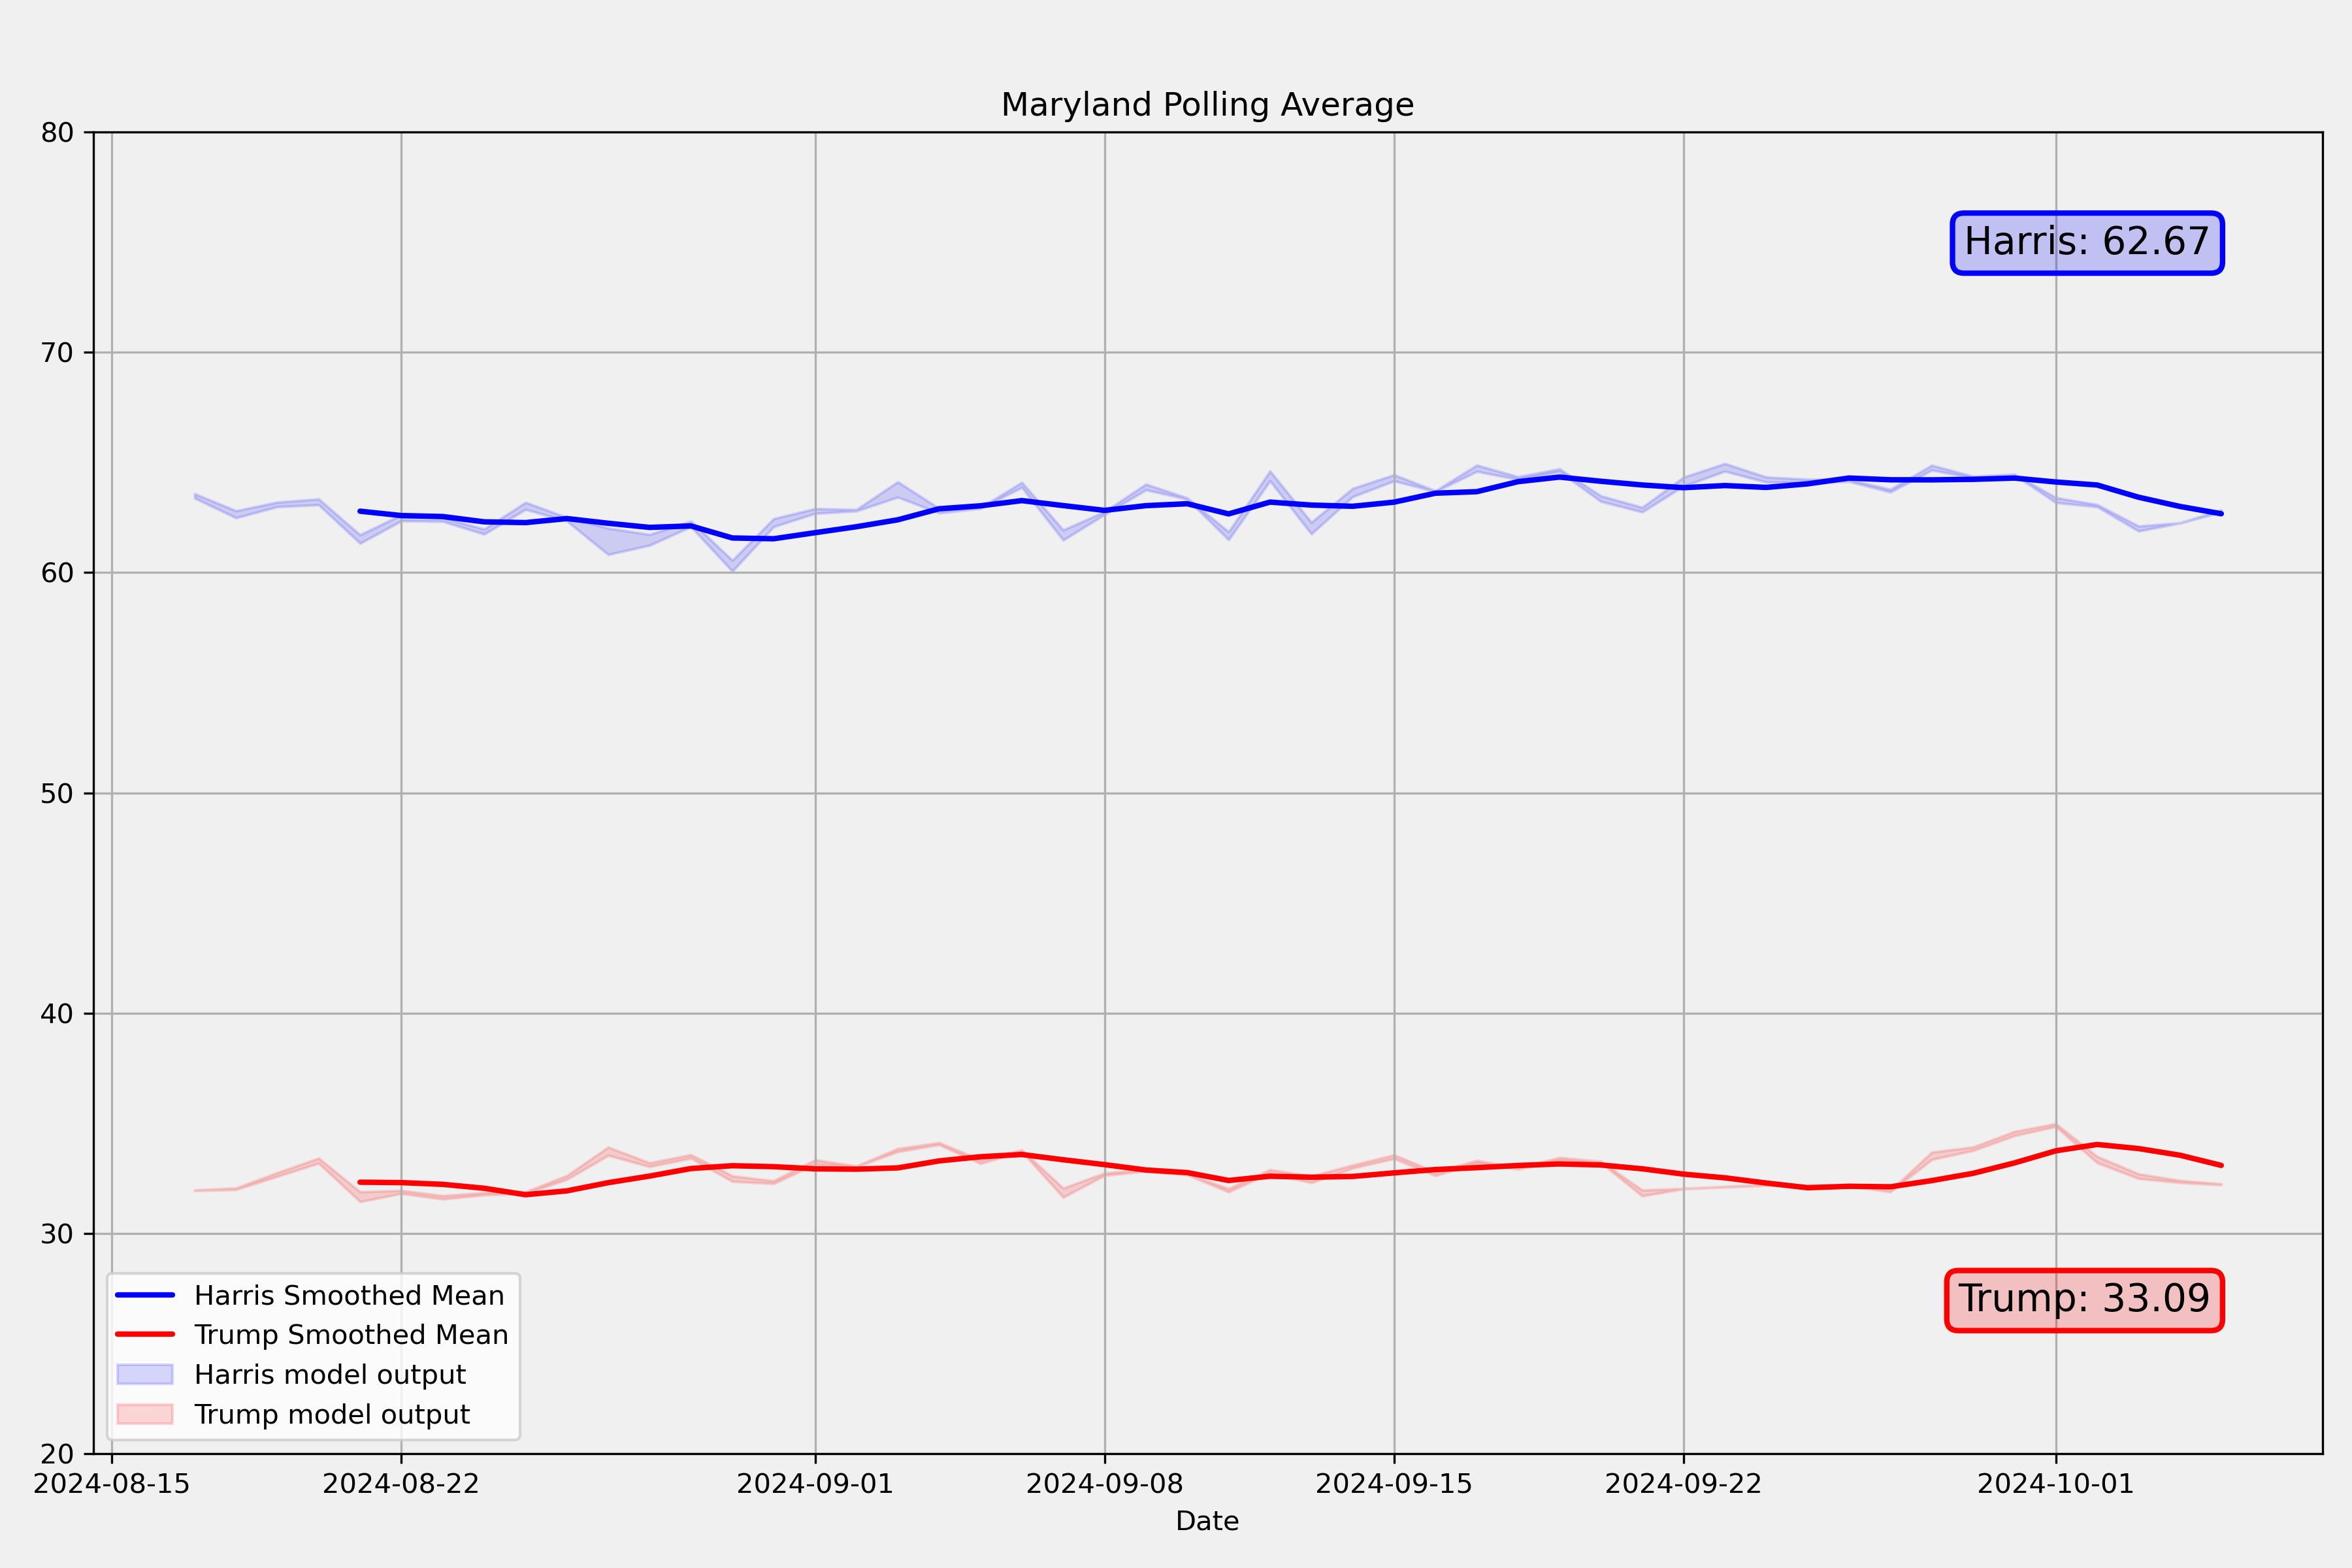 Maryland Polling Average
80
70
60
50
40
30
20
Harris: 62.67
Trump: 33.09
Harris Smoothed Mean
Trump Smoothed Mean
Harris model output
Trump model output
2024-08-15 2024-08-22 2024-09-01 2024-09-08 2024-09-15 2024-09-22 2024-10-01
Date